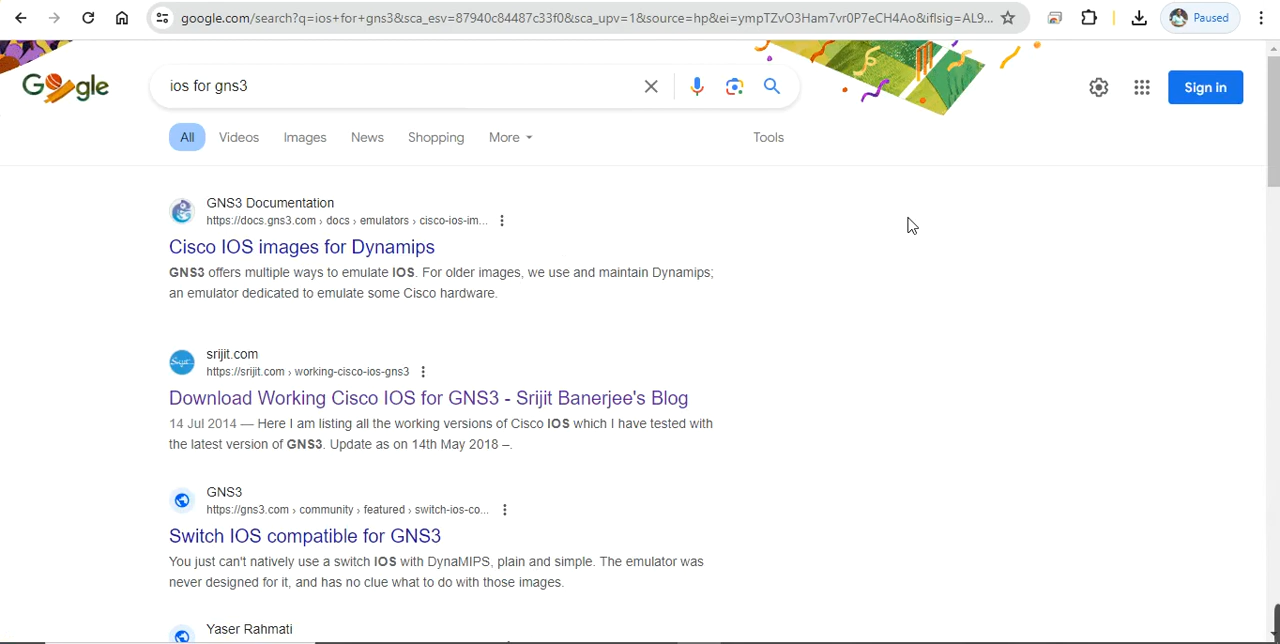 google.com/search?q=ios+for+gns3&sca_esv=87940c84487c33f0&sca_upv=1&source=hp&ei=ympTZvO3Ham7vr0P7eCH4Ao&iflsig=AL9...
Paused
Google
ios for gns3
Sign in
All Videos Images News Shopping More Tools
GNS3 Documentation
https://docs.gns3.com › docs › emulators › cisco-ios-im...
Cisco IOS images for Dynamips
GNS3 offers multiple ways to emulate IOS. For older images, we use and maintain Dynamips;
an emulator dedicated to emulate some Cisco hardware.
srijit.com
https://srijit.com › working-cisco-ios-gns3
Download Working Cisco IOS for GNS3 - Srijit Banerjee's Blog
14 Jul 2014 — Here I am listing all the working versions of Cisco IOS which I have tested with
the latest version of GNS3. Update as on 14th May 2018 –.
GNS3
https://gns3.com › community › featured › switch-ios-co...
Switch IOS compatible for GNS3
You just can't natively use a switch IOS with DynaMIPS, plain and simple. The emulator was
never designed for it, and has no clue what to do with those images.
Yaser Rahmati